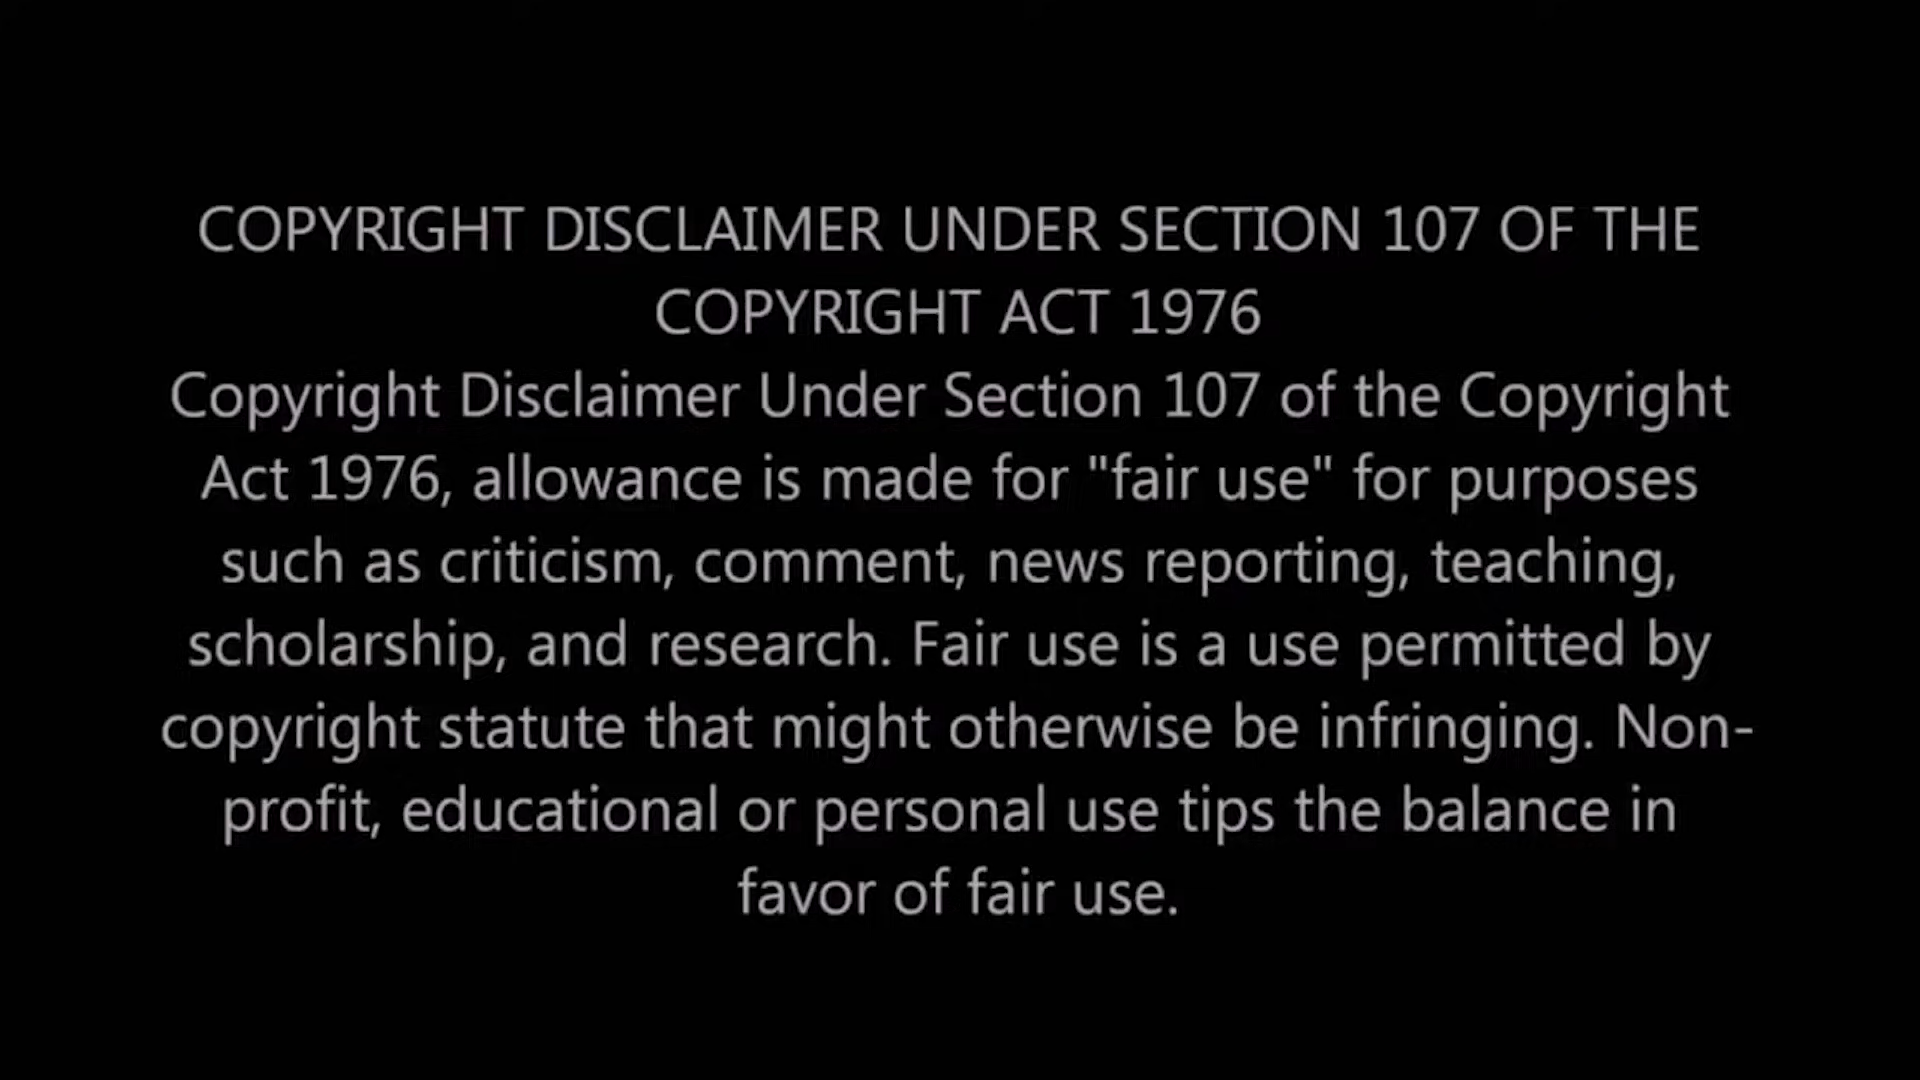 COPYRIGHT DISCLAIMER UNDER SECTION 107 OF THE
COPYRIGHT ACT 1976
Copyright Disclaimer Under Section 107 of the Copyright
Act 1976, allowance is made for "fair use" for purposes
such as criticism, comment, news reporting, teaching,
scholarship, and research. Fair use is a use permitted by
copyright statute that might otherwise be infringing. Non-
profit, educational or personal use tips the balance in
favor of fair use.